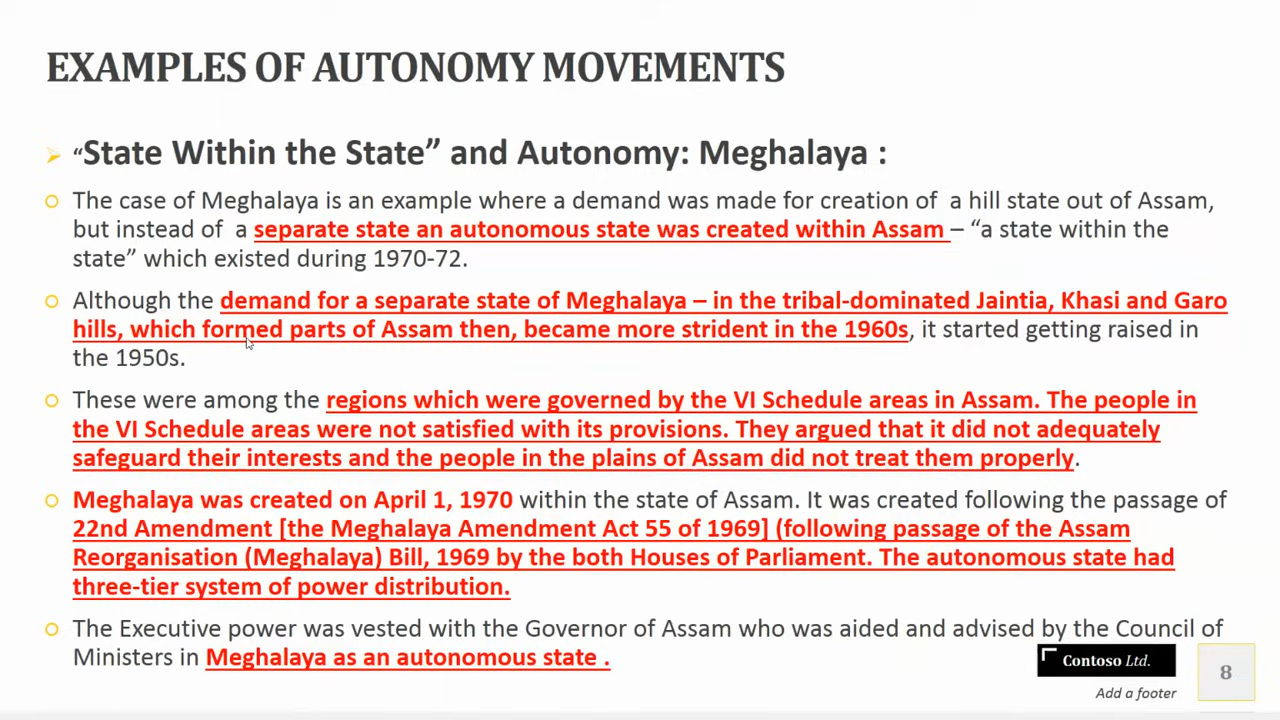 EXAMPLES OF AUTONOMY MOVEMENTS
“State Within the State” and Autonomy: Meghalaya :
The case of Meghalaya is an example where a demand was made for creation of a hill state out of Assam,
but instead of a separate state an autonomous state was created within Assam – “a state within the
state” which existed during 1970-72.
Although the demand for a separate state of Meghalaya – in the tribal-dominated Jaintia, Khasi and Garo
hills, which formed parts of Assam then, became more strident in the 1960s, it started getting raised in
the 1950s.
These were among the regions which were governed by the VI Schedule areas in Assam. The people in
the VI Schedule areas were not satisfied with its provisions. They argued that it did not adequately
safeguard their interests and the people in the plains of Assam did not treat them properly.
Meghalaya was created on April 1, 1970 within the state of Assam. It was created following the passage of
22nd Amendment [the Meghalaya Amendment Act 55 of 1969] (following passage of the Assam
Reorganisation (Meghalaya) Bill, 1969 by the both Houses of Parliament. The autonomous state had
three-tier system of power distribution.
The Executive power was vested with the Governor of Assam who was aided and advised by the Council of
Ministers in Meghalaya as an autonomous state .
Contoso Ltd.
8
Add a footer